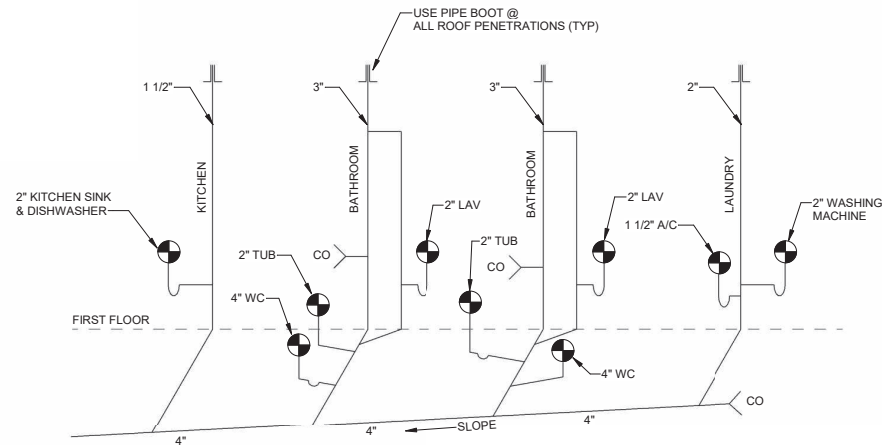 USE PIPE BOOT @
ALL ROOF PENETRATIONS (TYP)
1 1/2"
3"
3"
2"
KITCHEN
BATHROOM
BATHROOM
LAUNDRY
2" KITCHEN SINK
& DISHWASHER
2" LAV
2" LAV
2" WASHING
MACHINE
1 1/2" A/C
CO
2" TUB
2" TUB
CO
4" WC
FIRST FLOOR
4" WC
CO
4"
4"
SLOPE
4"